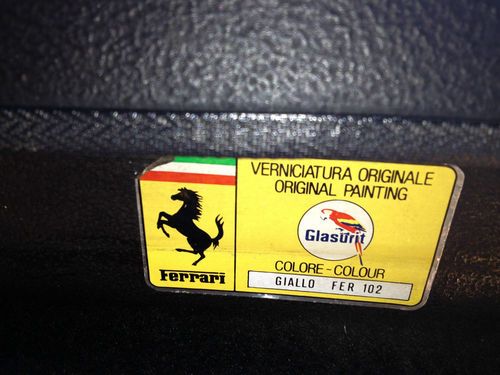 VERNICIATURA ORIGINALE
ORIGINAL PAINTING
Glasurit
COLORE-COLOUR
GIALLO FER 102
Ferrari